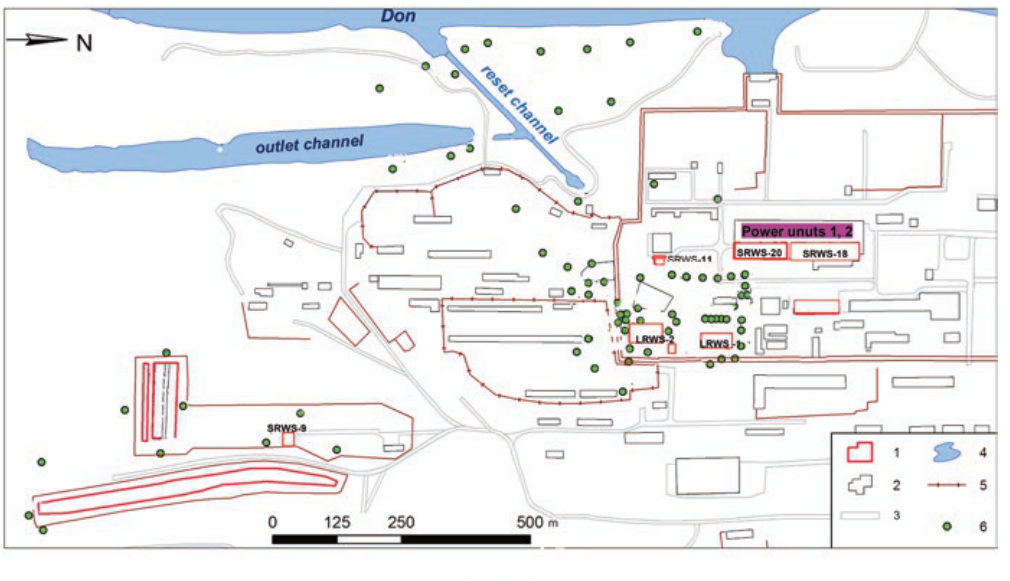 Don
N
reset channel
outlet channel
Power unuts 1, 2
SRWS-20
SRWS-18
SRWS-11
LRWS-2
LRWS-1
SRWS-9
1
4
2
5
3
6
0 125 250 500 m